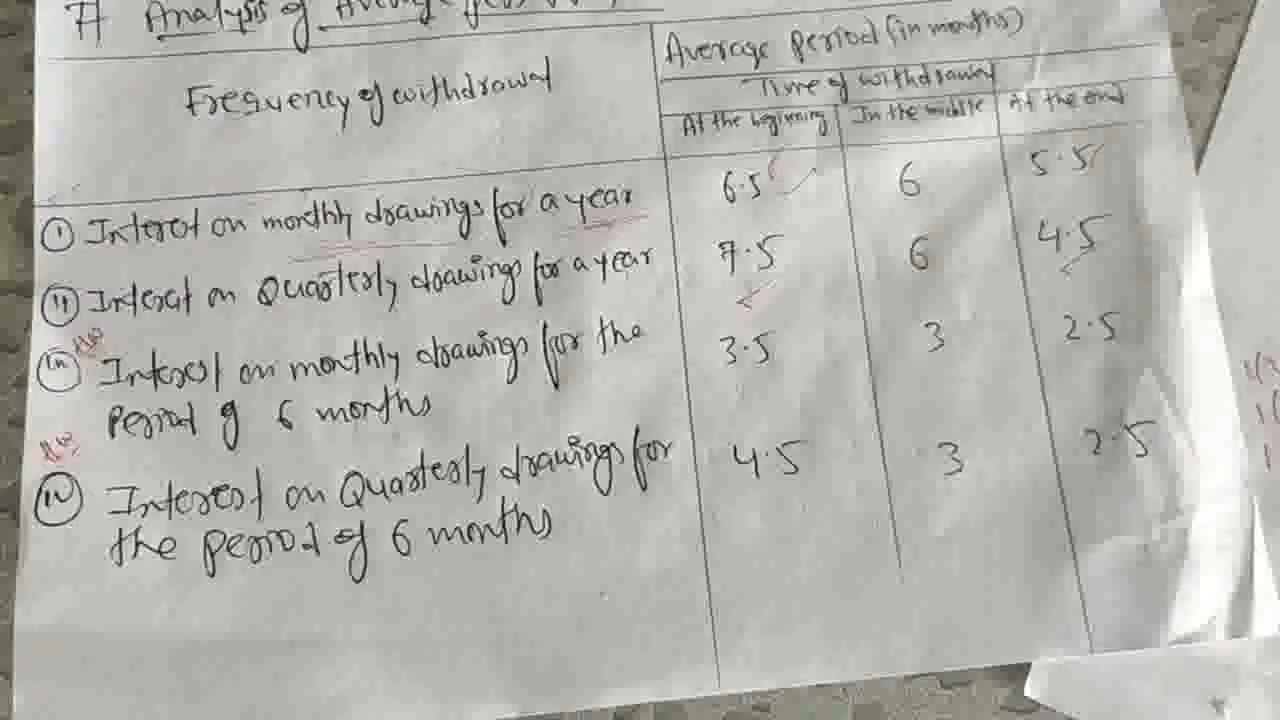 7) Analysis of Average
Average period (in months)
Frequency of withdrawal
Time of withdrawal
At the beginning In the middle At the end
(i) Interest on monthly drawings for a year 6.5 6 5.5
(ii) Interest on Quarterly drawings for a year 7.5 6 4.5
(iii) Interest on monthly drawings for the 3.5 3 2.5
period of 6 months
(iv) Interest on Quarterly drawings for 4.5 3 2.5
the period of 6 months